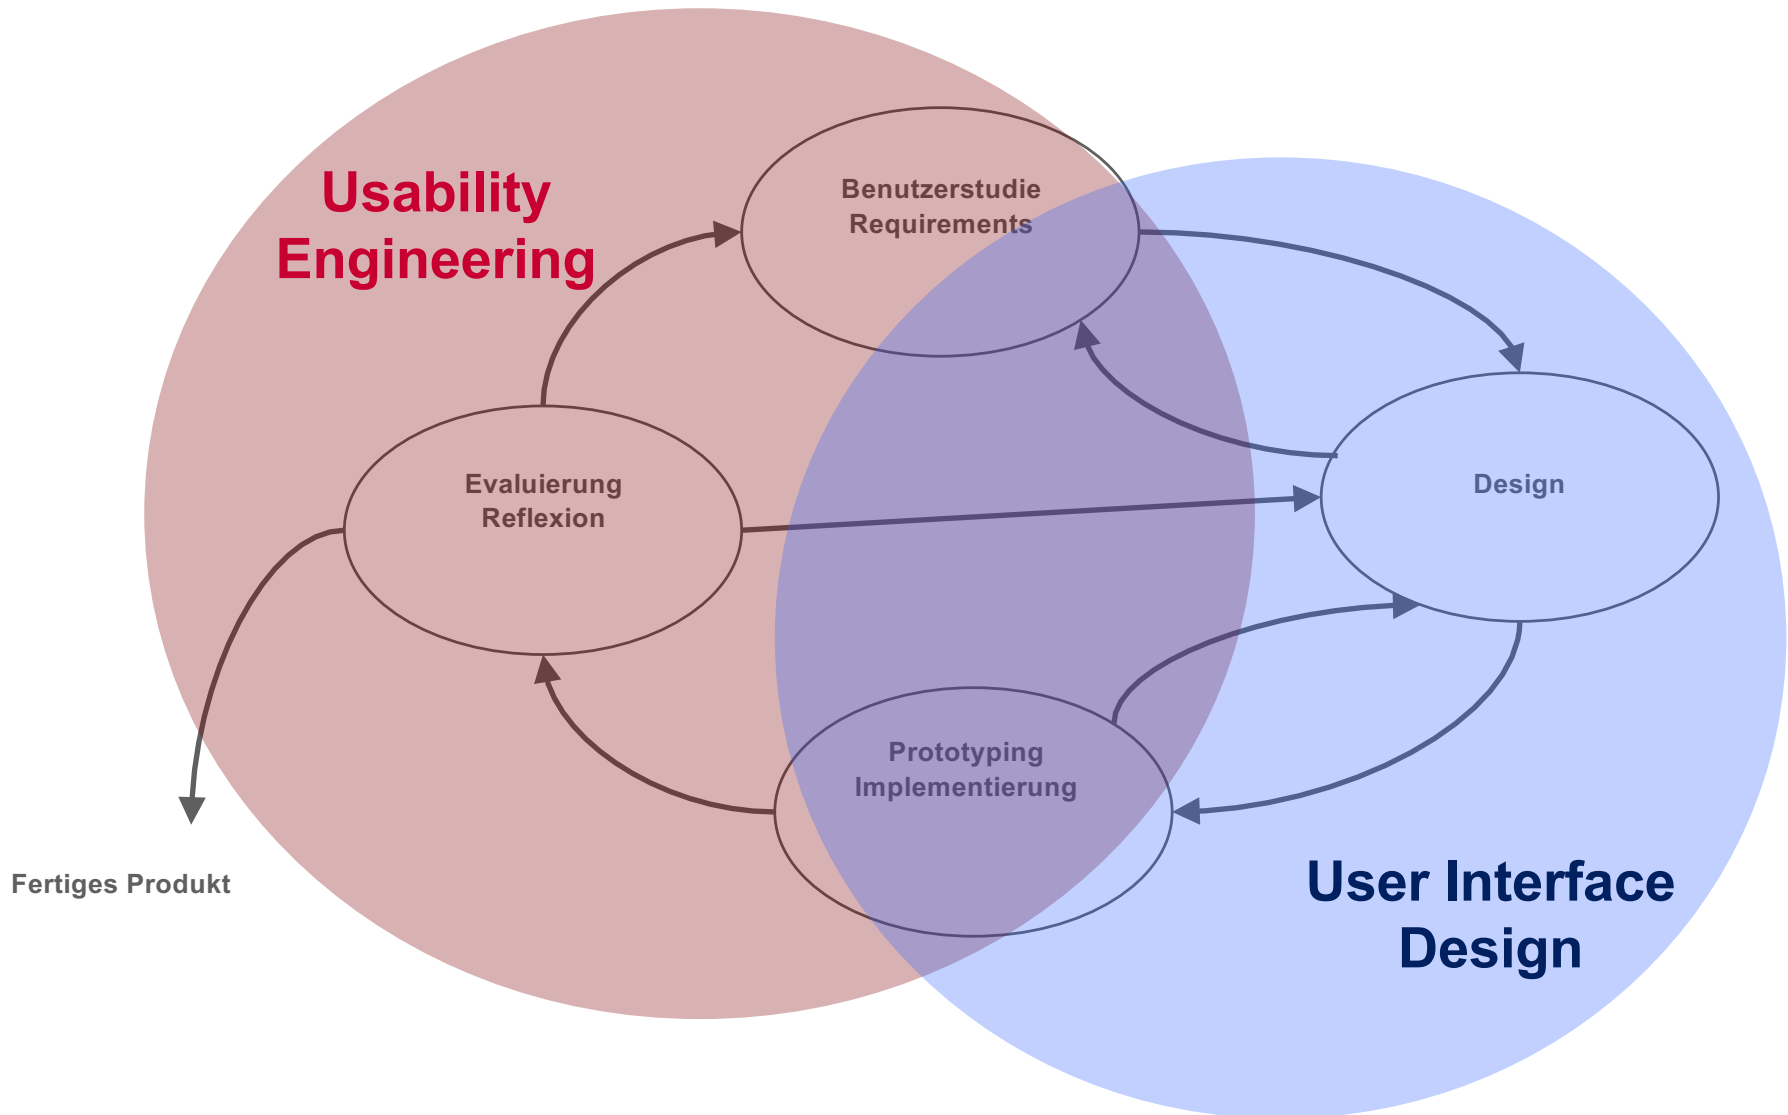 Usability
Engineering
Benutzerstudie
Requirements
Evaluierung
Reflexion
Design
Prototyping
Implementierung
Fertiges Produkt
User Interface
Design